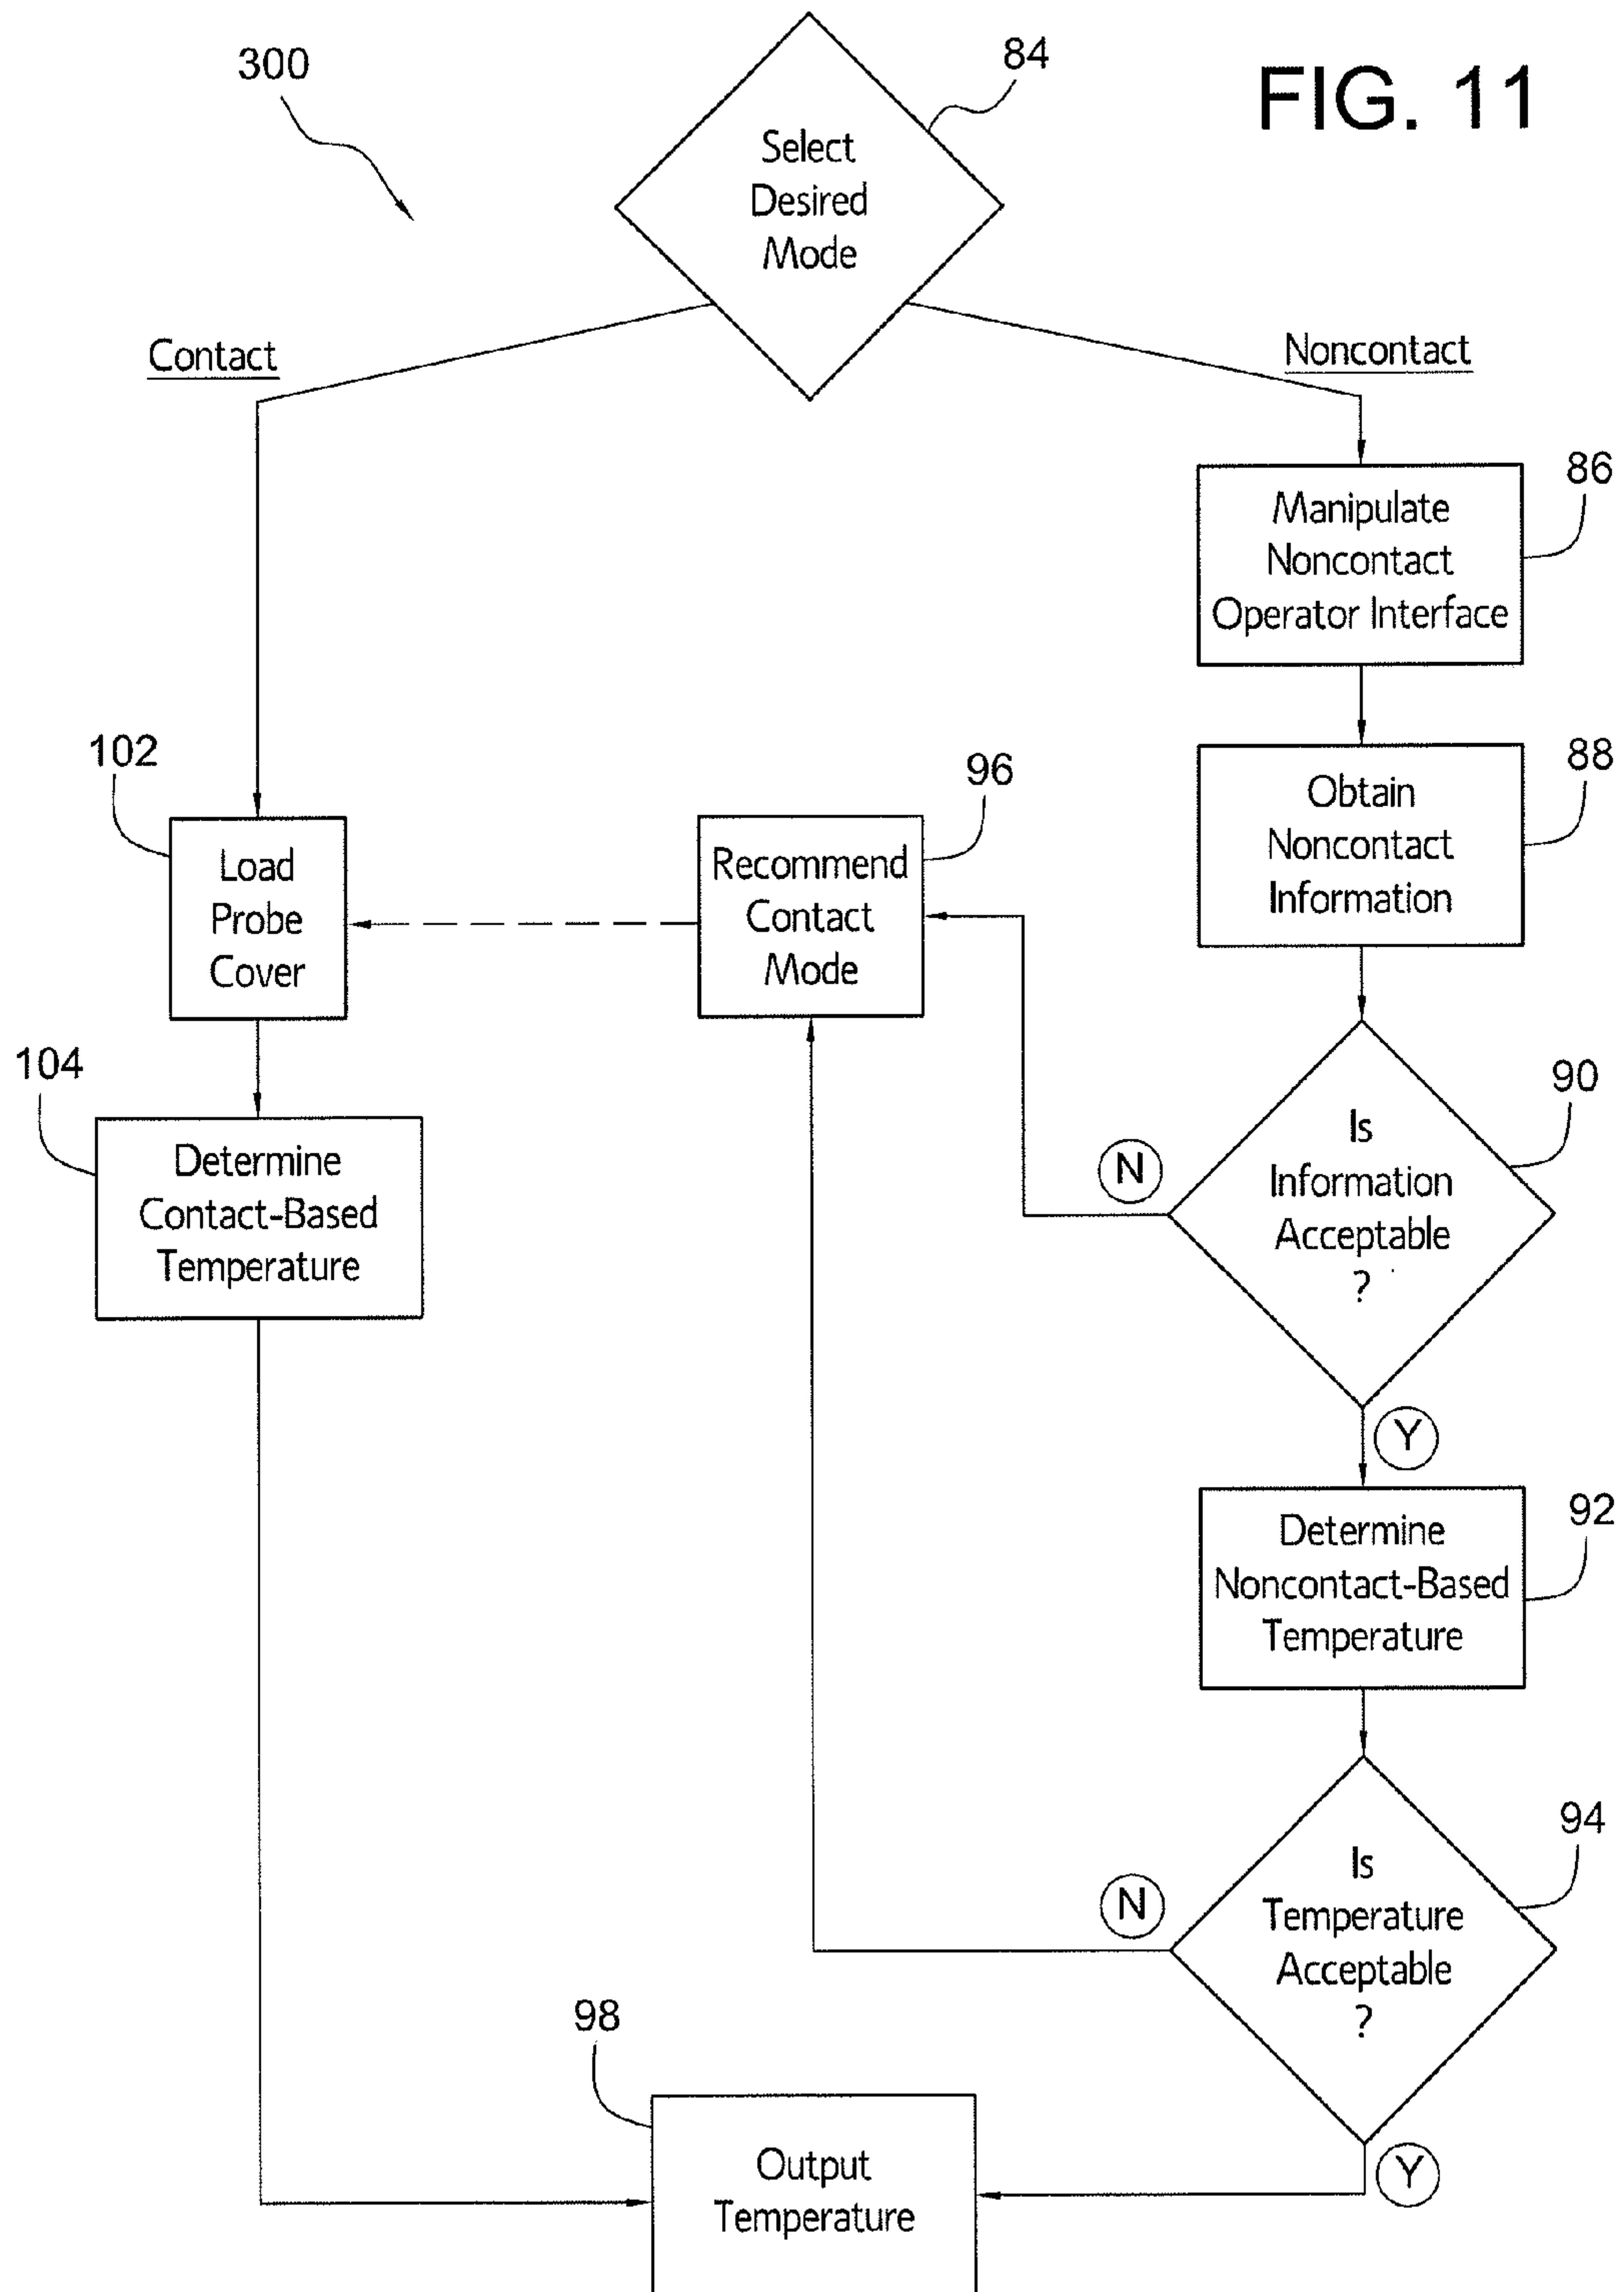 FIG. 11
300
84
Select
Desired
Mode
Contact
Noncontact
86
Manipulate
Noncontact
Operator Interface
88
Obtain
Noncontact
Information
102
Load
Probe
Cover
96
Recommend
Contact
Mode
104
Determine
Contact-Based
Temperature
90
Is
Information
Acceptable
?
N
Y
92
Determine
Noncontact-Based
Temperature
94
Is
Temperature
Acceptable
?
N
Y
98
Output
Temperature